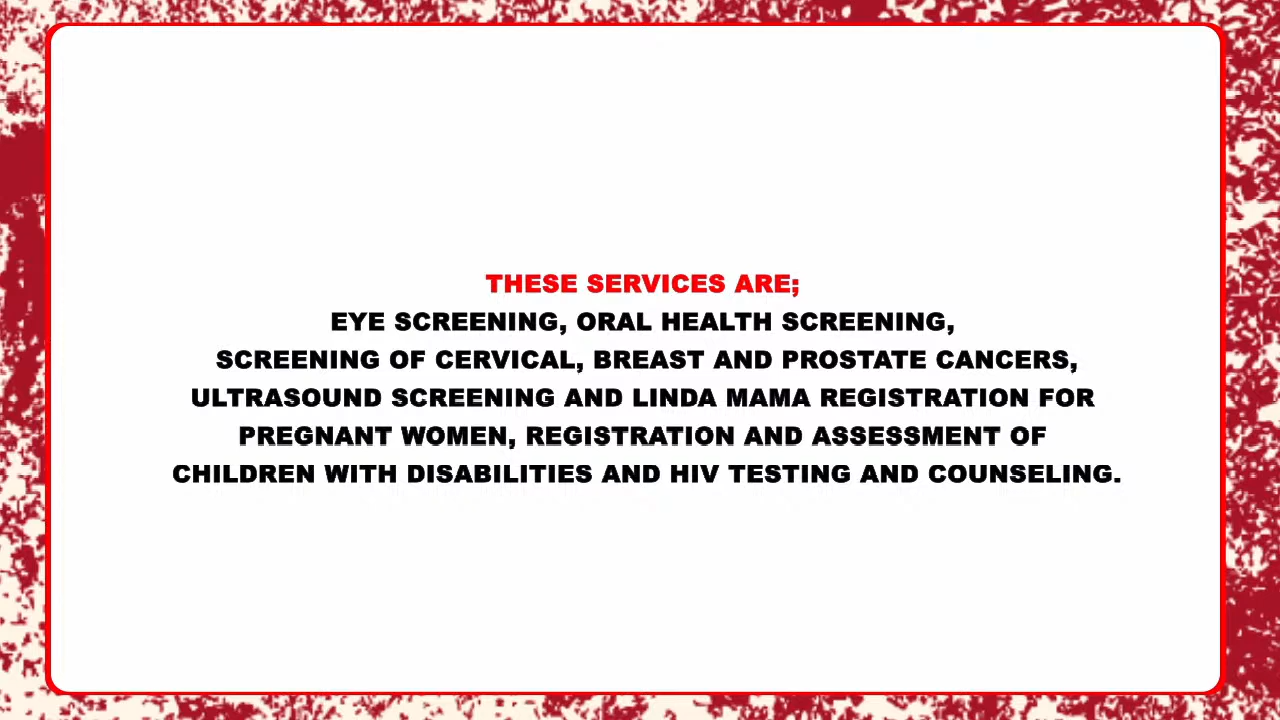 THESE SERVICES ARE;
EYE SCREENING, ORAL HEALTH SCREENING,
SCREENING OF CERVICAL, BREAST AND PROSTATE CANCERS,
ULTRASOUND SCREENING AND LINDA MAMA REGISTRATION FOR
PREGNANT WOMEN, REGISTRATION AND ASSESSMENT OF
CHILDREN WITH DISABILITIES AND HIV TESTING AND COUNSELING.